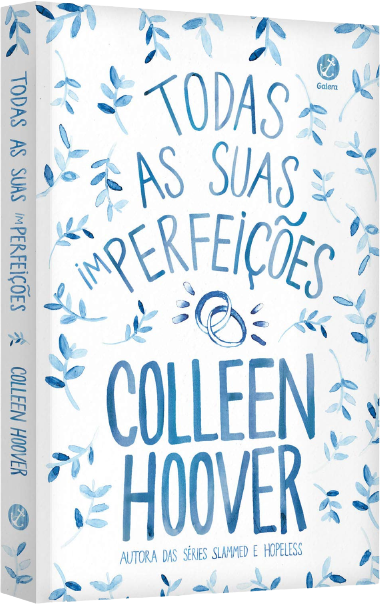 TODAS AS SUAS imPERFEIÇÕES COLLEEN HOOVER
Galera
TODAS
AS SUAS
imPERFEIÇÕES
COLLEEN
HOOVER
AUTORA DAS SÉRIES SLAMMED E HOPELESS